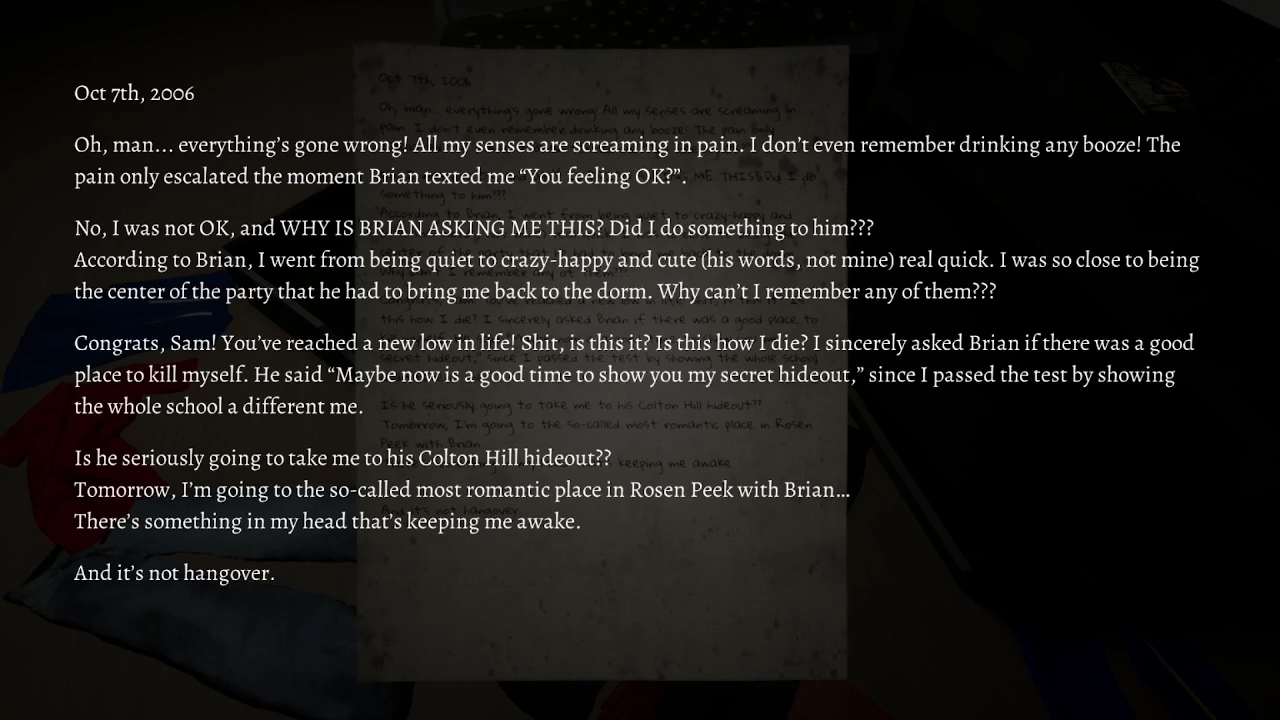 Oct 7th, 2006
Oh, man... everything's gone wrong! All my senses are screaming in pain. I don't even remember drinking any booze! The
pain only escalated the moment Brian texted me “You feeling OK?”.
No, I was not OK, and WHY IS BRIAN ASKING ME THIS? Did I do something to him???
According to Brian, I went from being quiet to crazy-happy and cute (his words, not mine) real quick. I was so close to being
the center of the party that he had to bring me back to the dorm. Why can't I remember any of them???
Congrats, Sam! You've reached a new low in life! Shit, is this it? Is this how I die? I sincerely asked Brian if there was a good
place to kill myself. He said “Maybe now is a good time to show you my secret hideout,” since I passed the test by showing
the whole school a different me.
Is he seriously going to take me to his Colton Hill hideout??
Tomorrow, I'm going to the so-called most romantic place in Rosen Peek with Brian...
There's something in my head that's keeping me awake.
And it's not hangover.